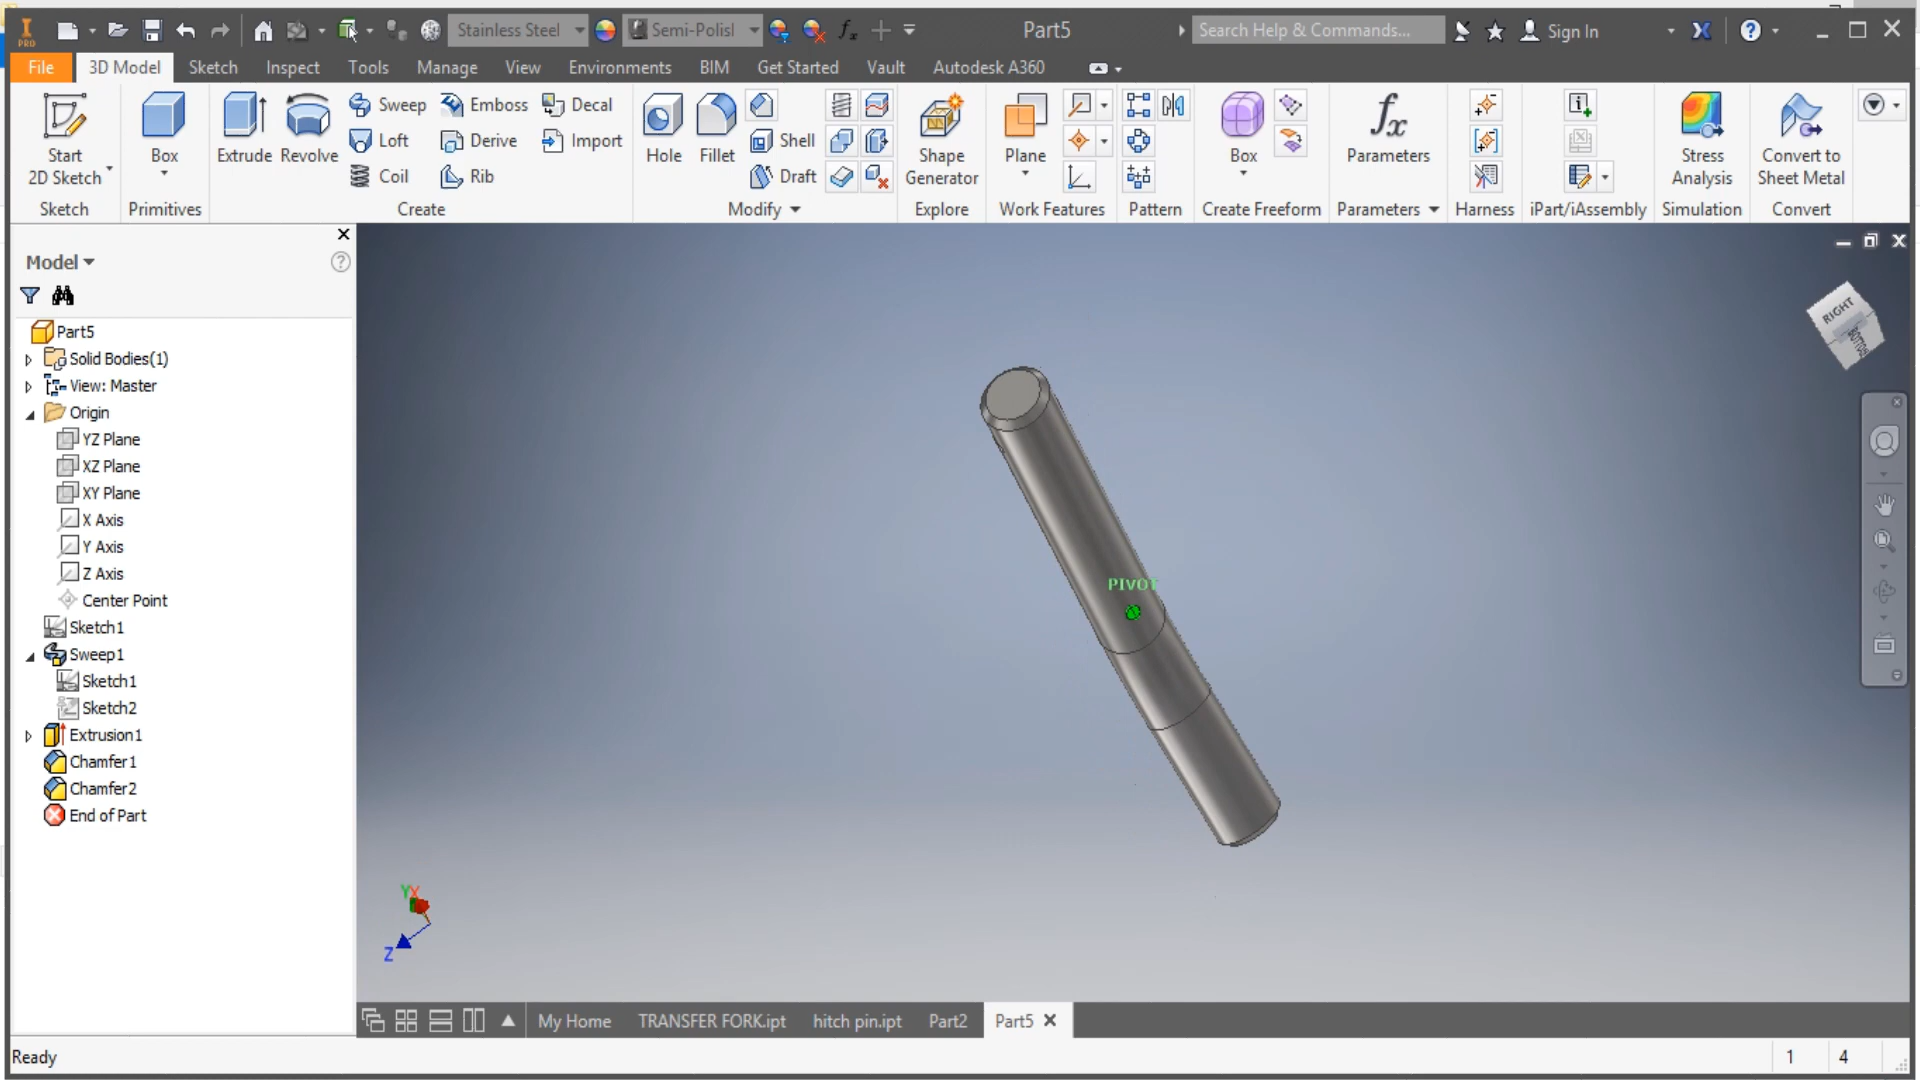 PRO
Stainless Steel
Semi-Polisl
Part5
Search Help & Commands...
Sign In
File
3D Model
Sketch
Inspect
Tools
Manage
View
Environments
BIM
Get Started
Vault
Autodesk A360
Start
2D Sketch
Sketch
Box
Primitives
Extrude
Revolve
Sweep
Loft
Coil
Emboss
Derive
Rib
Decal
Import
Create
Hole
Fillet
Shell
Draft
Modify
Shape
Generator
Explore
Plane
Work Features
Pattern
Box
Create Freeform
fx
Parameters
Parameters
Harness
iPart/iAssembly
Stress
Analysis
Simulation
Convert to
Sheet Metal
Convert
Model
Part5
Solid Bodies(1)
View: Master
Origin
YZ Plane
XZ Plane
XY Plane
X Axis
Y Axis
Z Axis
Center Point
Sketch1
Sweep1
Sketch1
Sketch2
Extrusion1
Chamfer1
Chamfer2
End of Part
RIGHT
BOTTOM
PIVOT
Y X
Z
My Home
TRANSFER FORK.ipt
hitch pin.ipt
Part2
Part5
Ready
1
4